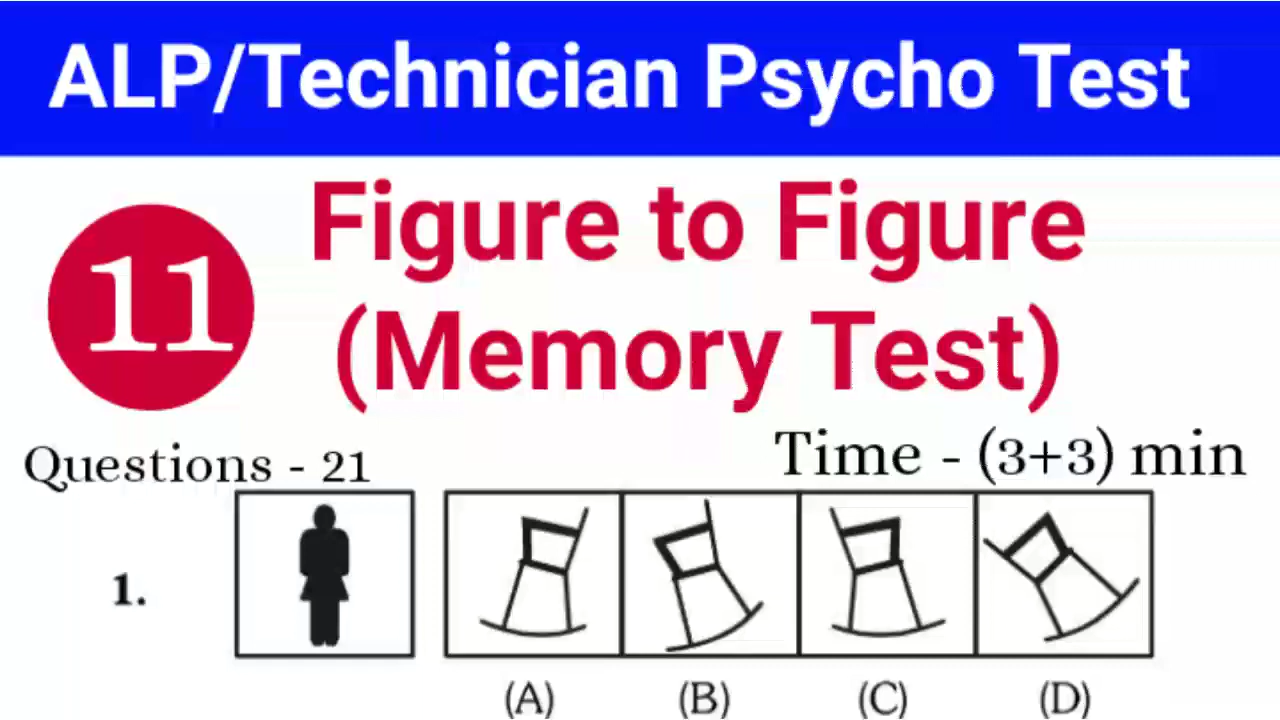 ALP/Technician Psycho Test
11
Figure to Figure
(Memory Test)
Questions - 21
Time - (3+3) min
1.
(A) (B) (C) (D)